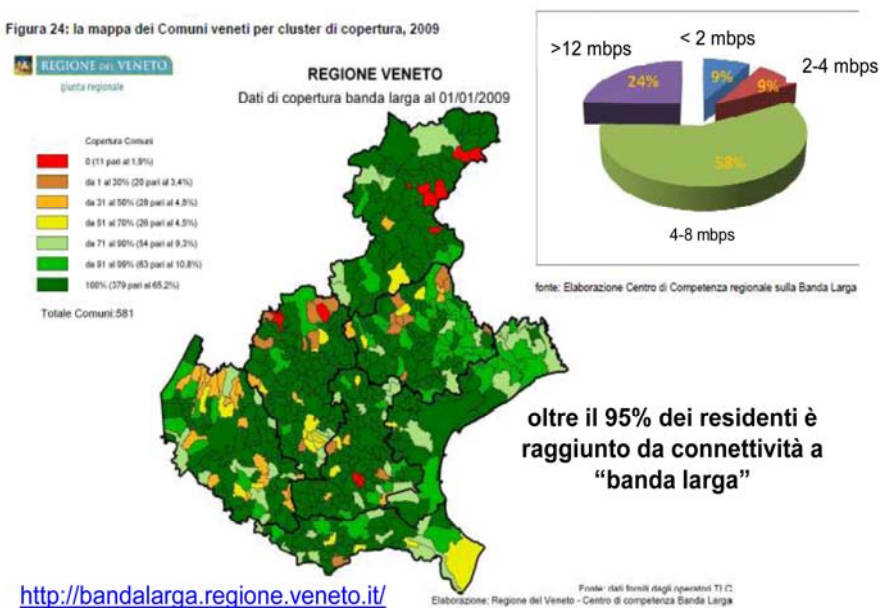 Figura 24: la mappa dei Comuni veneti per cluster di copertura, 2009
REGIONE DEL VENETO
giunta regionale
REGIONE VENETO
Dati di copertura banda larga al 01/01/2009
Copertura Comuni
0 (11 pari al 1,9%)
da 1 al 30% (20 pari al 3,4%)
da 31 al 50% (28 pari al 4,8%)
da 51 al 70% (26 pari al 4,5%)
da 71 al 90% (54 pari al 9,3%)
da 91 al 99% (63 pari al 10,8%)
100% (379 pari al 65,2%)
Totale Comuni:581
>12 mbps
< 2 mbps
2-4 mbps
24%
9%
9%
58%
4-8 mbps
fonte: Elaborazione Centro di Competenza regionale sulla Banda Larga
oltre il 95% dei residenti è
raggiunto da connettività a
“banda larga”
http://bandalarga.regione.veneto.it/
Fonte: dati forniti dagli operatori TLC
Elaborazione: Regione del Veneto - Centro di competenza Banda Larga